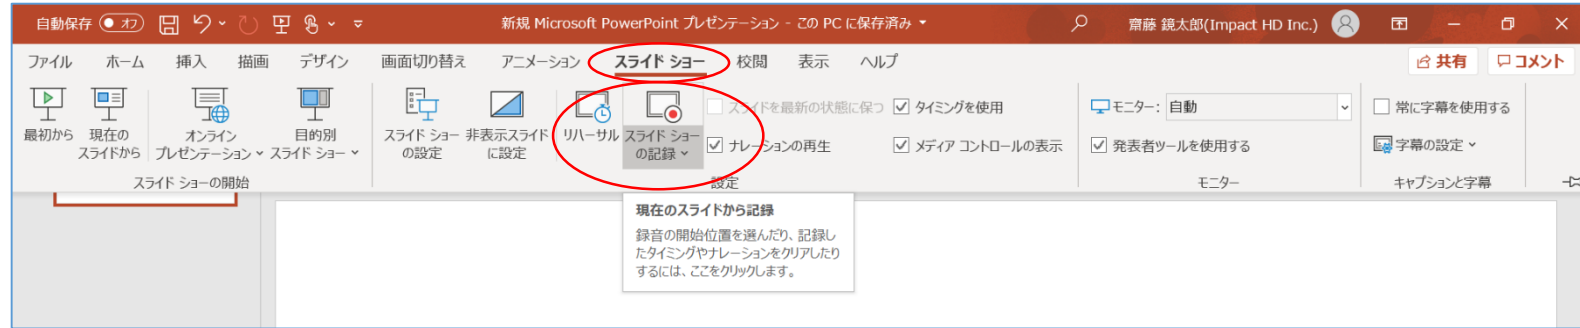 自動保存 オフ 新規 Microsoft PowerPoint プレゼンテーション - この PC に保存済み 齋藤 鏡太郎(Impact HD Inc.)
ファイル ホーム 挿入 描画 デザイン 画面切り替え アニメーション スライド ショー 校閲 表示 ヘルプ 共有 コメント
最初から 現在の スライドから オンライン プレゼンテーション 目的別 スライド ショー スライド ショー の設定 非表示スライド に設定 リハーサル スライド ショー の記録 スライドを最新の状態に保つ タイミングを使用 モニター: 自動 常に字幕を使用する
ナレーションの再生 メディア コントロールの表示 発表者ツールを使用する 字幕の設定
スライド ショーの開始 設定 モニター キャプションと字幕
現在のスライドから記録
録音の開始位置を選んだり、記録し
たタイミングやナレーションをクリアしたり
するには、ここをクリックします。